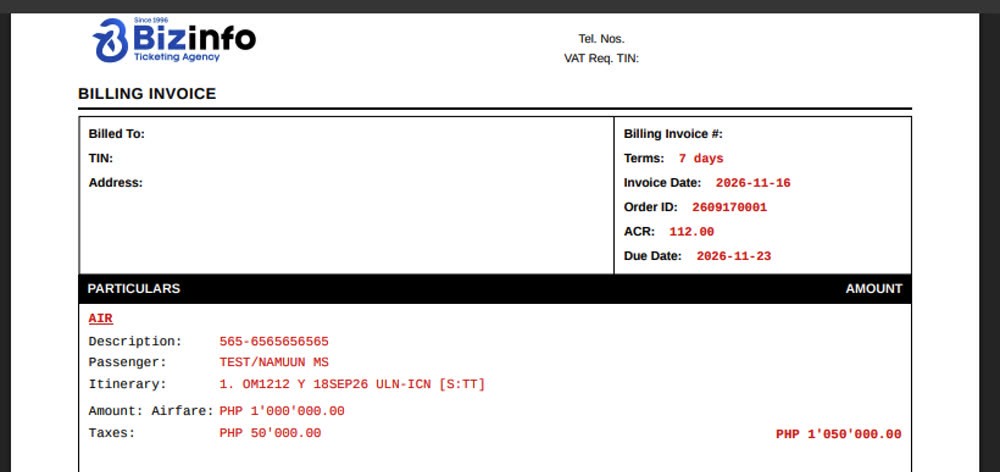 Since 1996
Bizinfo
Ticketing Agency
Tel. Nos.
VAT Req. TIN:
BILLING INVOICE
Billed To:
TIN:
Address:
Billing Invoice #:
Terms: 7 days
Invoice Date: 2026-11-16
Order ID: 2609170001
ACR: 112.00
Due Date: 2026-11-23
PARTICULARS AMOUNT
AIR
Description: 565-6565656565
Passenger: TEST/NAMUUN MS
Itinerary: 1. OM1212 Y 18SEP26 ULN-ICN [S:TT]
Amount: Airfare: PHP 1'000'000.00
Taxes: PHP 50'000.00 PHP 1'050'000.00